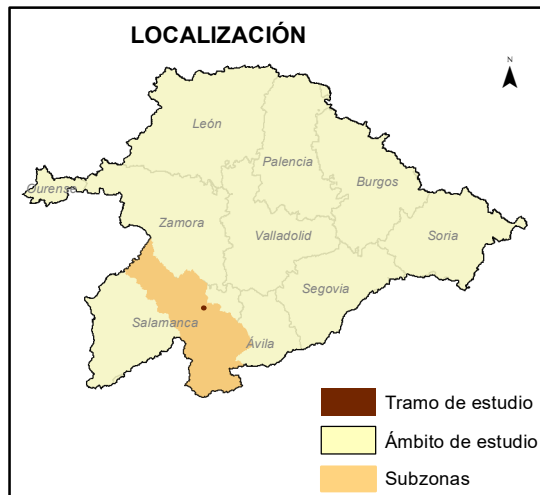 LOCALIZACIÓN
N
León
Palencia
Burgos
Ourense
Zamora
Valladolid
Soria
Segovia
Salamanca
Ávila
Tramo de estudio
Ámbito de estudio
Subzonas